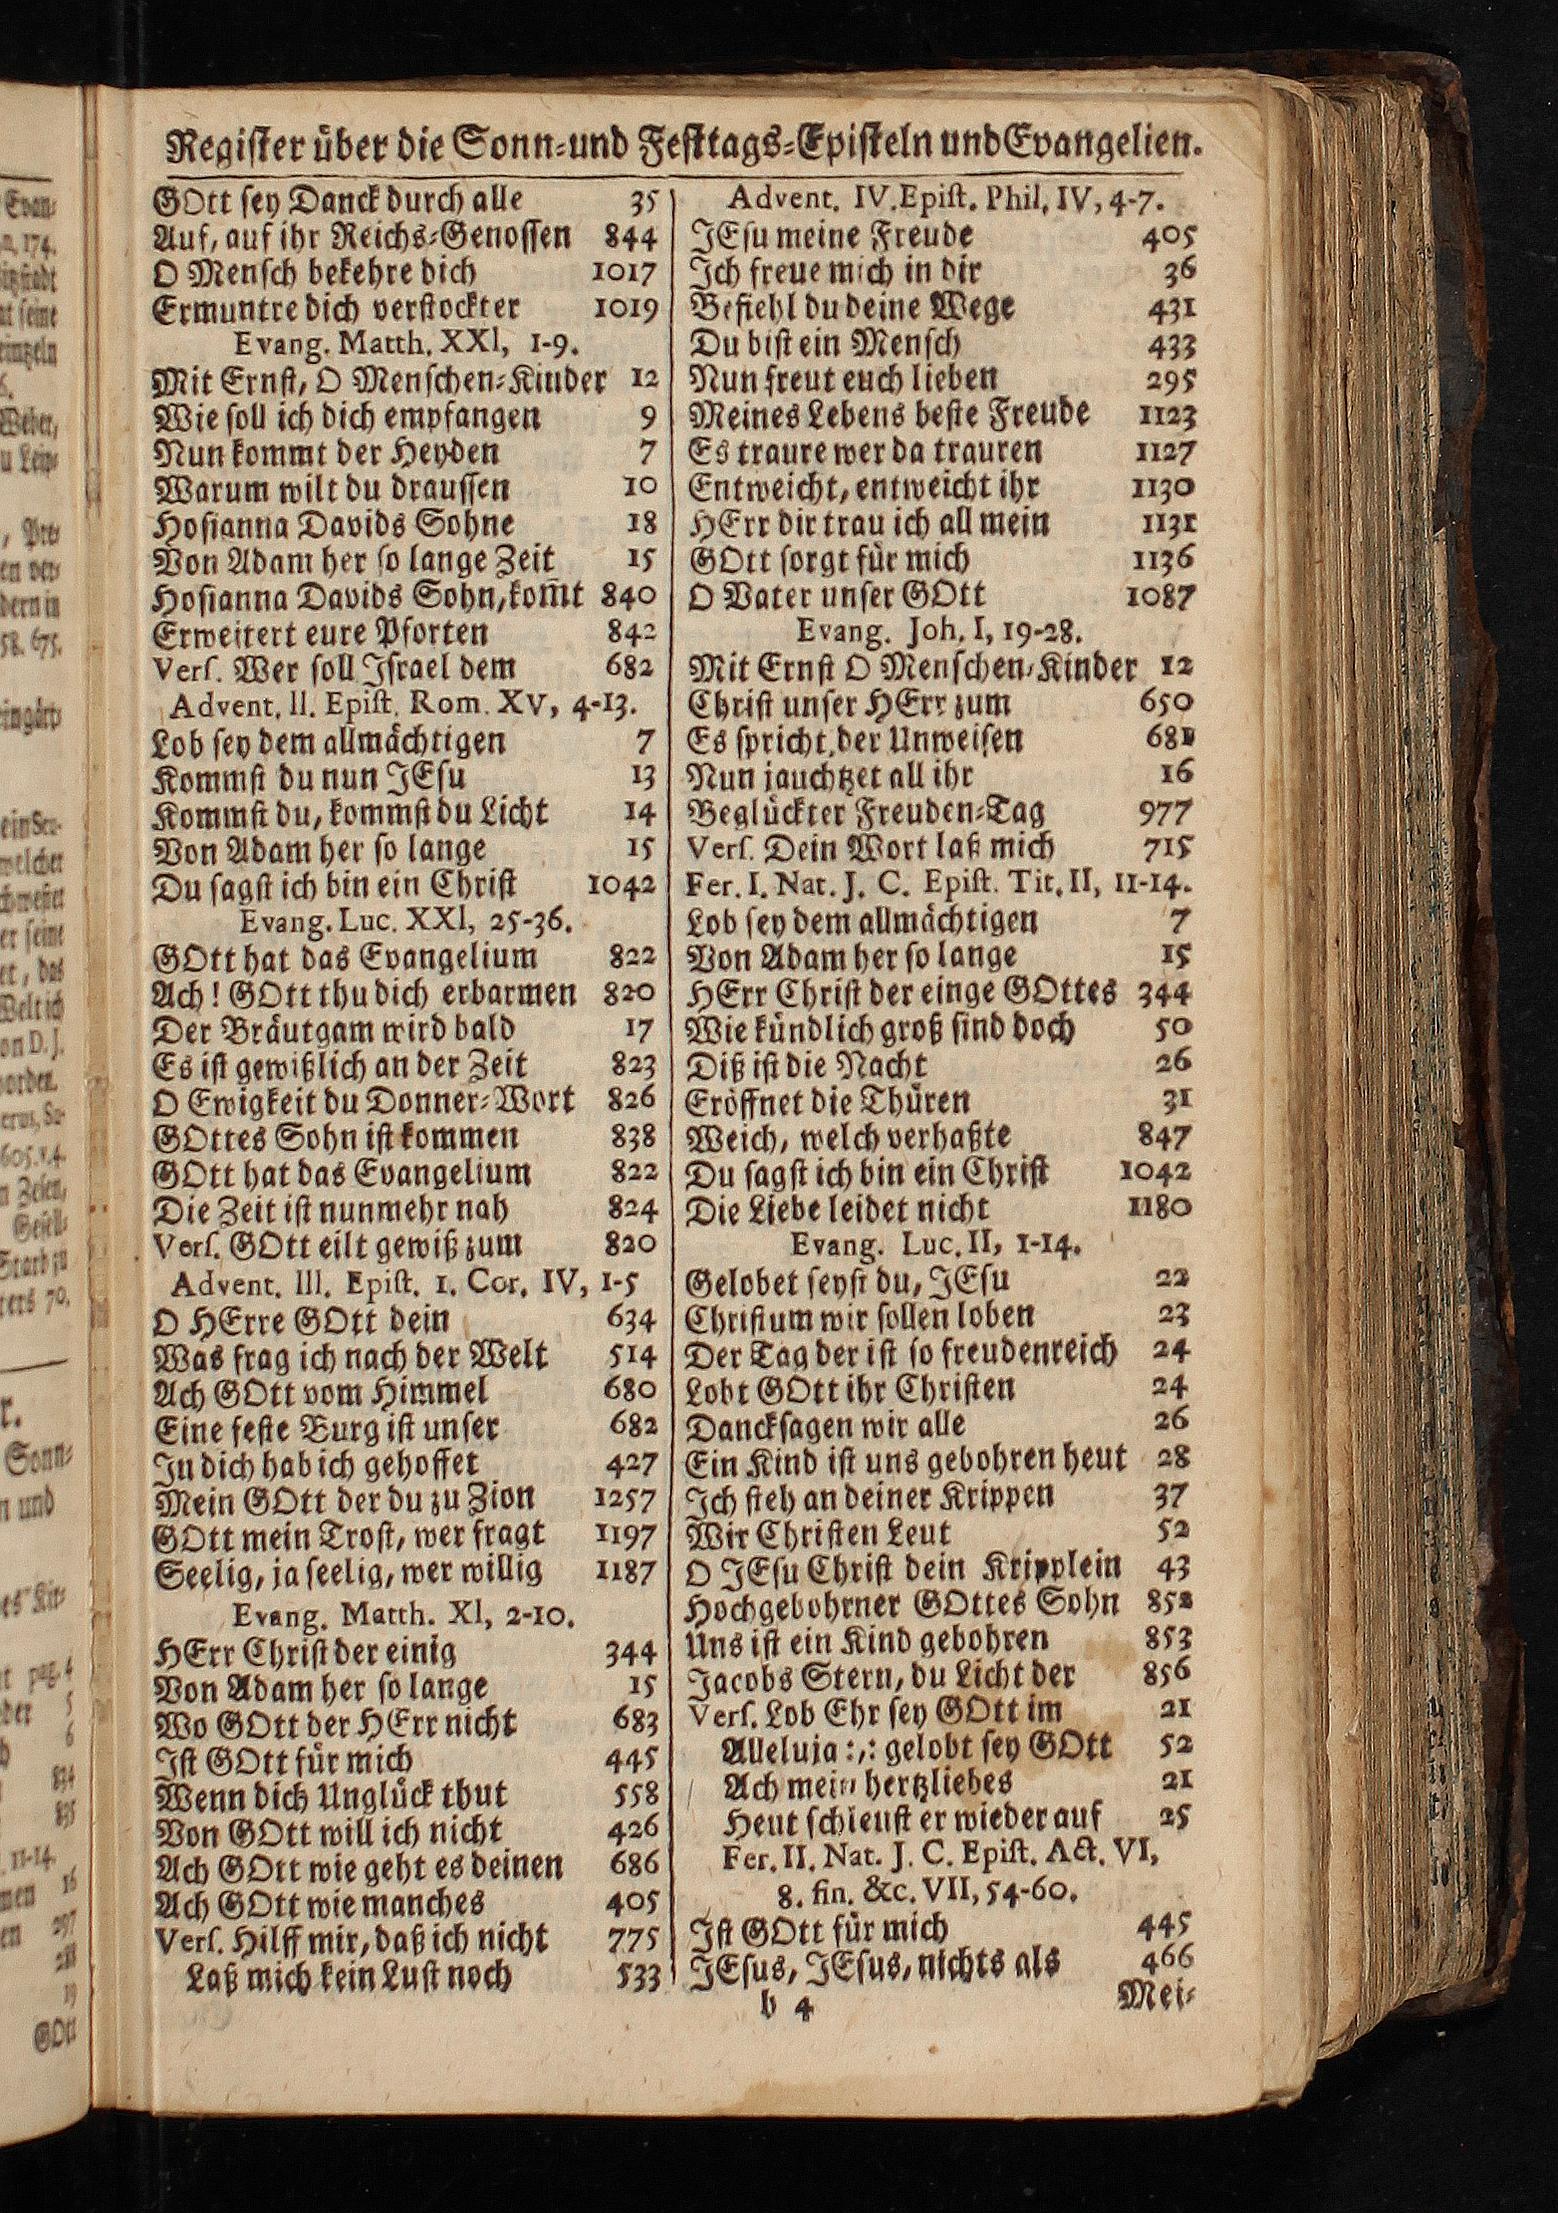 Register über die Sonn-und Festtags-Episteln und Evangelien.
GOtt sey Danck durch alle 35
Auf, auf ihr Reichs-Genossen 844
O Mensch bekehre dich 1017
Ermuntre dich verstockter 1019
Evang. Matth. XXI, 1-9.
Mit Ernst, O Menschen-Kinder 12
Wie soll ich dich empfangen 9
Nun kommt der Heyden 7
Warum wilt du draussen 10
Hosianna Davids Sohne 18
Von Adam her so lange Zeit 15
Hosianna Davids Sohn, kom̄t 840
Erweitert eure Pforten 842
Vers. Wer soll Israel dem 682
Advent. II. Epist. Rom. XV, 4-13.
Lob sey dem allmächtigen 7
Kommst du nun JEsu 13
Kommst du, kommst du Licht 14
Von Adam her so lange 15
Du sagst ich bin ein Christ 1042
Evang. Luc. XXI, 25-36.
GOtt hat das Evangelium 822
Ach! GOtt thu dich erbarmen 820
Der Bräutgam wird bald 17
Es ist gewißlich an der Zeit 823
O Ewigkeit du Donner-Wort 826
GOttes Sohn ist kommen 838
GOtt hat das Evangelium 822
Die Zeit ist nunmehr nah 824
Vers. GOtt eilt gewiß zum 820
Advent. III. Epist. 1. Cor. IV, 1-5
O HErre GOtt dein 634
Was frag ich nach der Welt 514
Ach GOtt vom Himmel 680
Eine feste Burg ist unser 682
In dich hab ich gehoffet 427
Mein GOtt der du zu Zion 1257
GOtt mein Trost, wer fragt 1197
Seelig, ja seelig, wer willig 1187
Evang. Matth. XI, 2-10.
HErr Christ der einig 344
Von Adam her so lange 15
Wo GOtt der HErr nicht 683
Ist GOtt für mich 445
Wenn dich Unglück thut 558
Von GOtt will ich nicht 426
Ach GOtt wie geht es deinen 686
Ach GOtt wie manches 405
Vers. Hilff mir, daß ich nicht 775
Laß mich kein Lust noch 533
Advent. IV. Epist. Phil. IV, 4-7.
JEsu meine Freude 405
Ich freue mich in dir 36
Befiehl du deine Wege 431
Du bist ein Mensch 433
Nun freut euch lieben 295
Meines Lebens beste Freude 1123
Es traure wer da trauren 1127
Entweicht, entweicht ihr 1130
HErr dir trau ich all mein 1131
GOtt sorgt für mich 1136
O Vater unser GOtt 1087
Evang. Joh. I, 19-28.
Mit Ernst O Menschen-Kinder 12
Christ unser HErr zum 650
Es spricht der Unweisen 681
Nun jauchtzet all ihr 16
Beglückter Freuden-Tag 977
Vers. Dein Wort laß mich 715
Fer. I. Nat. J. C. Epist. Tit. II, 11-14.
Lob sey dem allmächtigen 7
Von Adam her so lange 15
HErr Christ der einge GOttes 344
Wie kündlich groß sind doch 50
Diß ist die Nacht 26
Eröffnet die Thüren 31
Weich, welch verhaßte 847
Du sagst ich bin ein Christ 1042
Die Liebe leidet nicht 1180
Evang. Luc. II, 1-14.
Gelobet seyst du, JEsu 22
Christum wir sollen loben 23
Der Tag der ist so freudenreich 24
Lobt GOtt ihr Christen 24
Dancksagen wir alle 26
Ein Kind ist uns gebohren heut 28
Ich steh an deiner Krippen 37
Wir Christen Leut 52
O JEsu Christ dein Kripplein 43
Hochgebohrner GOttes Sohn 852
Uns ist ein Kind gebohren 853
Jacobs Stern, du Licht der 856
Vers. Lob Ehr sey GOtt im 21
Alleluja :,: gelobt sey GOtt 52
Ach mein hertzliebes 21
Heut schleust er wieder auf 25
Fer. II. Nat. J. C. Epist. Act. VI,
8. fin. &c. VII, 54-60.
Ist GOtt für mich 445
JEsus, JEsus, nichts als 466
b 4 Mei-